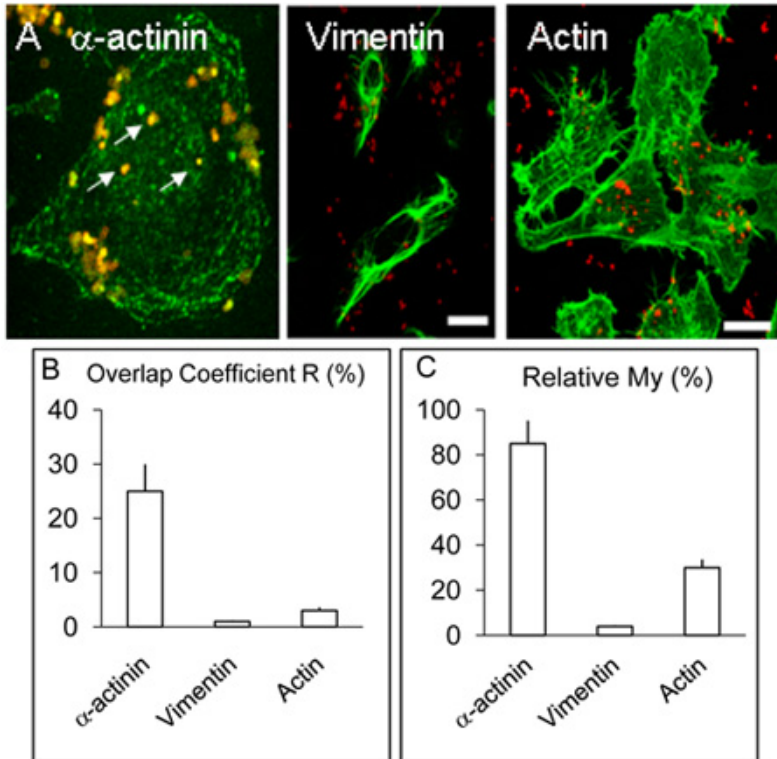 A α-actinin Vimentin Actin
B Overlap Coefficient R (%)
40
30
20
10
0
α-actinin Vimentin Actin
C Relative My (%)
100
80
60
40
20
0
α-actinin Vimentin Actin